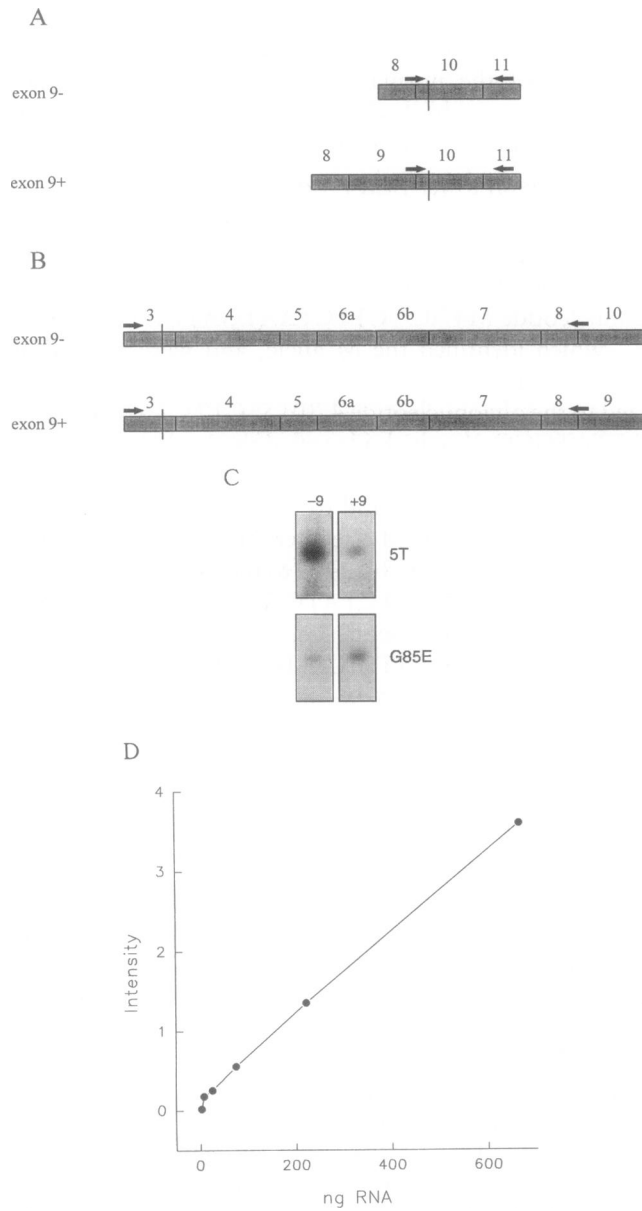 A
8 10 11
exon 9-
8 9 10 11
exon 9+
B
3 4 5 6a 6b 7 8 10
exon 9-
3 4 5 6a 6b 7 8 9
exon 9+
C
−9 +9
5T
G85E
D
4
3
2
1
0
Intensity
0 200 400 600
ng RNA